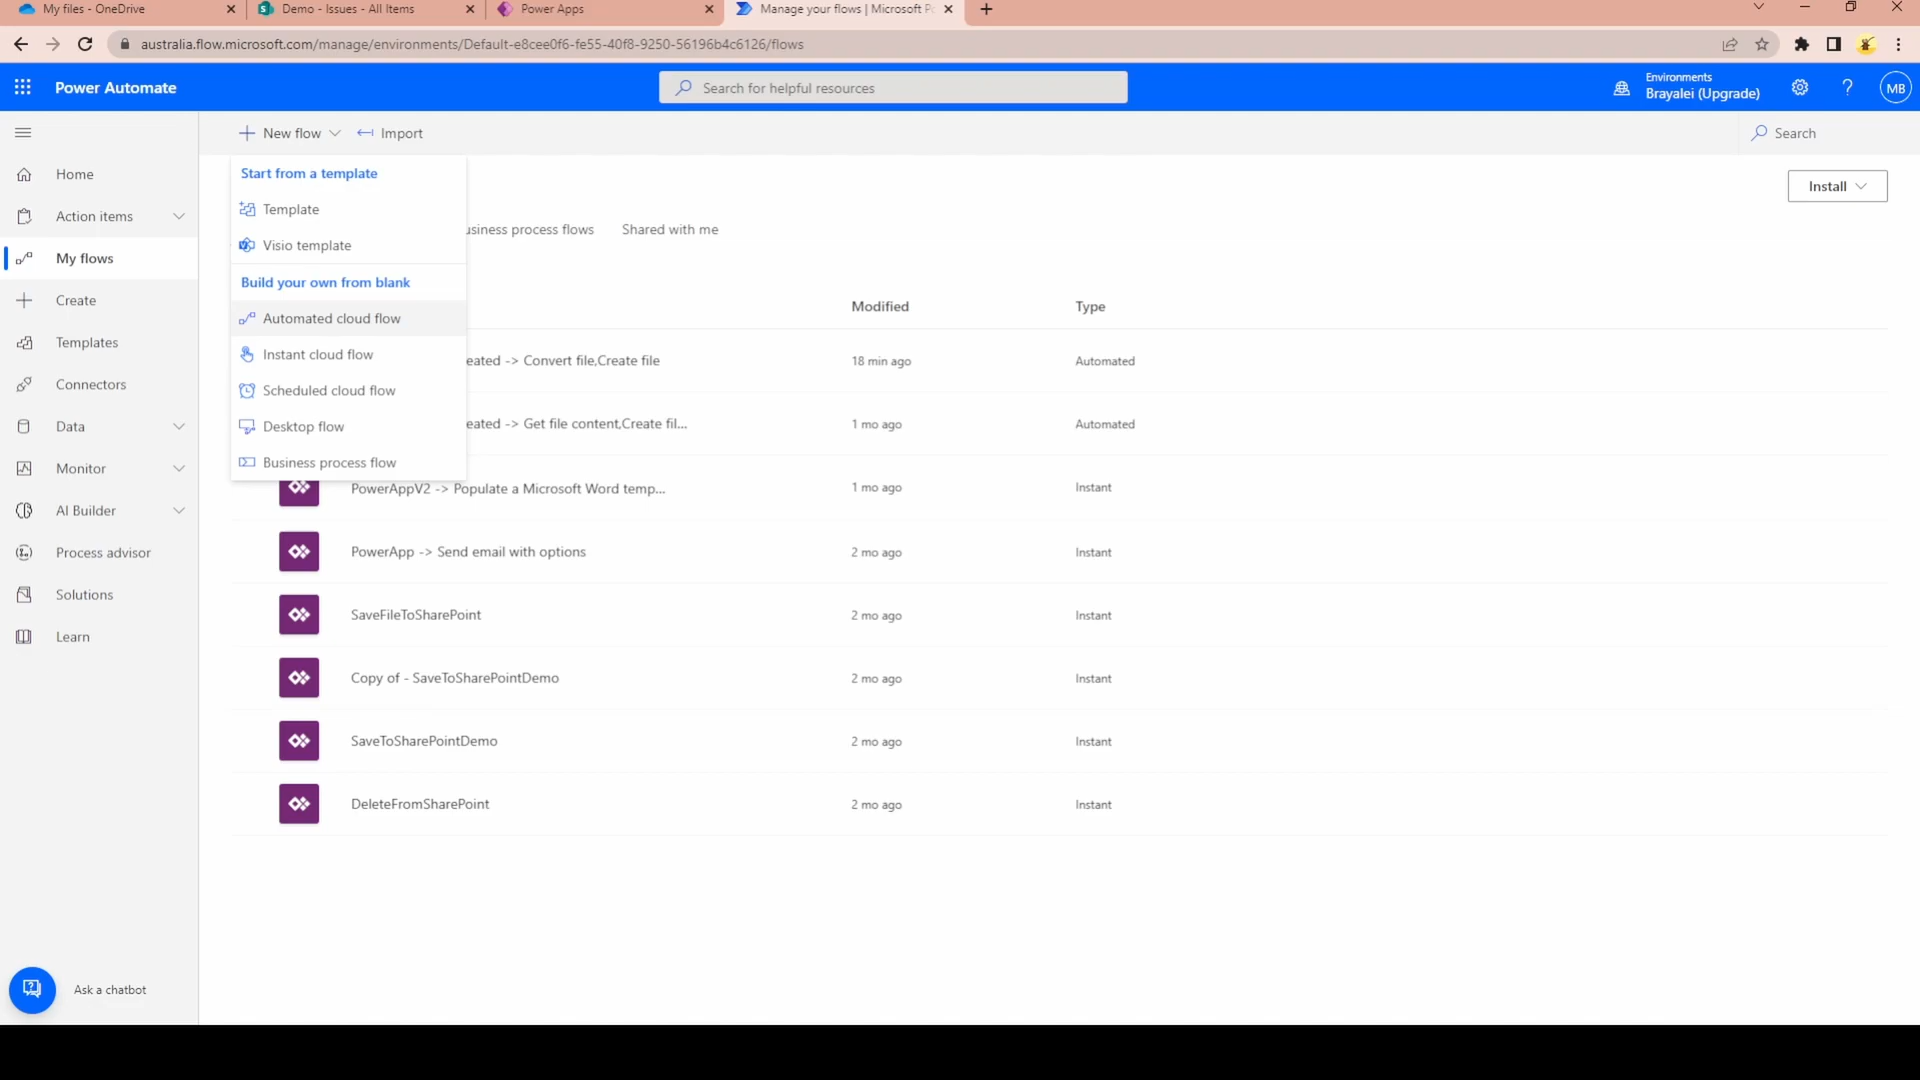 My files - OneDrive
Demo - Issues - All Items
Power Apps
Manage your flows | Microsoft Po
australia.flow.microsoft.com/manage/environments/Default-e8cee0f6-fe55-40f8-9250-56196b4c6126/flows
Power Automate
Search for helpful resources
Environments
Brayalei (Upgrade)
MB
New flow
Import
Search
Home
Action items
My flows
Create
Templates
Connectors
Data
Monitor
AI Builder
Process advisor
Solutions
Learn
Ask a chatbot
Start from a template
Template
Visio template
Build your own from blank
Automated cloud flow
Instant cloud flow
Scheduled cloud flow
Desktop flow
Business process flow
Install
usiness process flows
Shared with me
Modified
Type
eated -> Convert file,Create file
18 min ago
Automated
eated -> Get file content,Create fil...
1 mo ago
Automated
PowerAppV2 -> Populate a Microsoft Word temp...
1 mo ago
Instant
PowerApp -> Send email with options
2 mo ago
Instant
SaveFileToSharePoint
2 mo ago
Instant
Copy of - SaveToSharePointDemo
2 mo ago
Instant
SaveToSharePointDemo
2 mo ago
Instant
DeleteFromSharePoint
2 mo ago
Instant